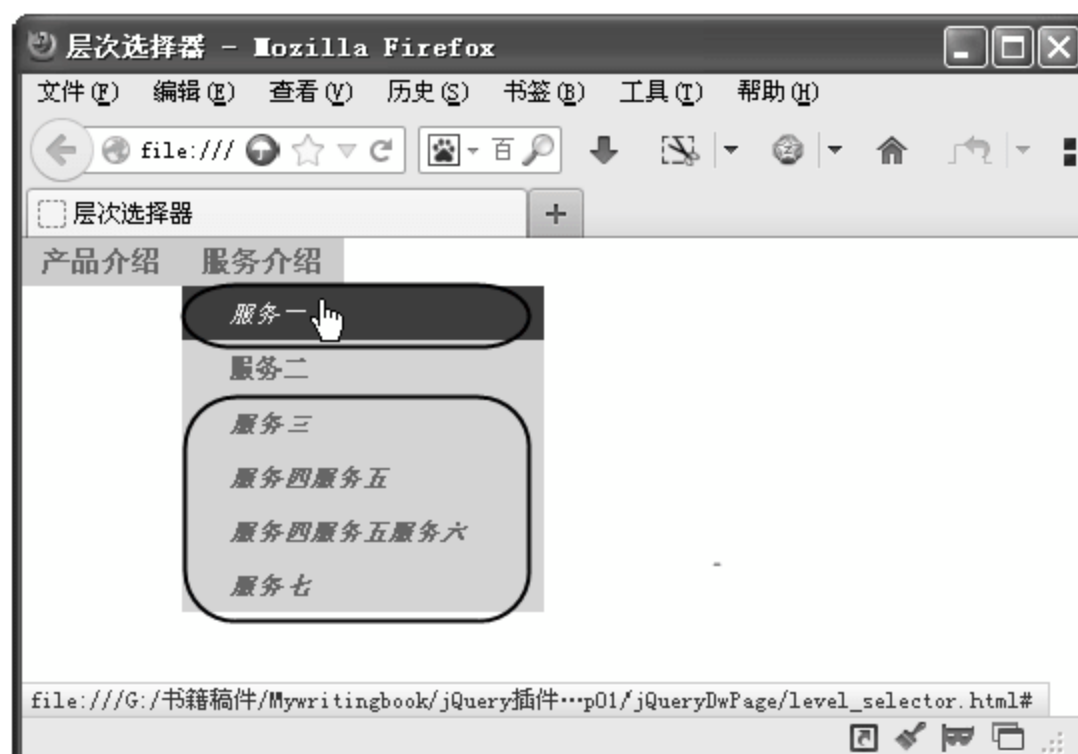 层次选择器 - Mozilla Firefox
文件(F) 编辑(E) 查看(V) 历史(S) 书签(B) 工具(T) 帮助(H)
file:/// 百
层次选择器
产品介绍 服务介绍
服务一
服务二
服务三
服务四服务五
服务四服务五服务六
服务七
file:///G:/书籍稿件/Mywritingbook/jQuery插件…p01/jQueryDwPage/level_selector.html#